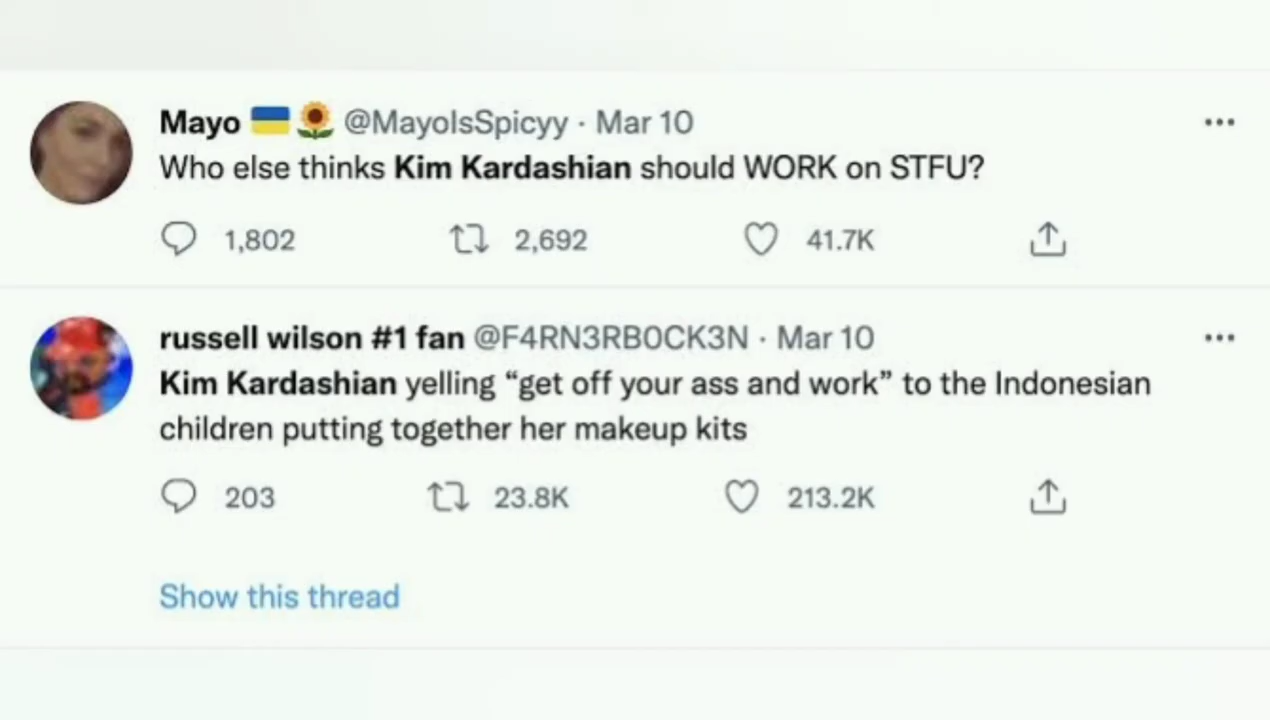 Mayo 🇺🇦🌻 @MayoIsSpicyy · Mar 10
Who else thinks Kim Kardashian should WORK on STFU?
1,802 2,692 41.7K
russell wilson #1 fan @F4RN3RB0CK3N · Mar 10
Kim Kardashian yelling “get off your ass and work” to the Indonesian
children putting together her makeup kits
203 23.8K 213.2K
Show this thread